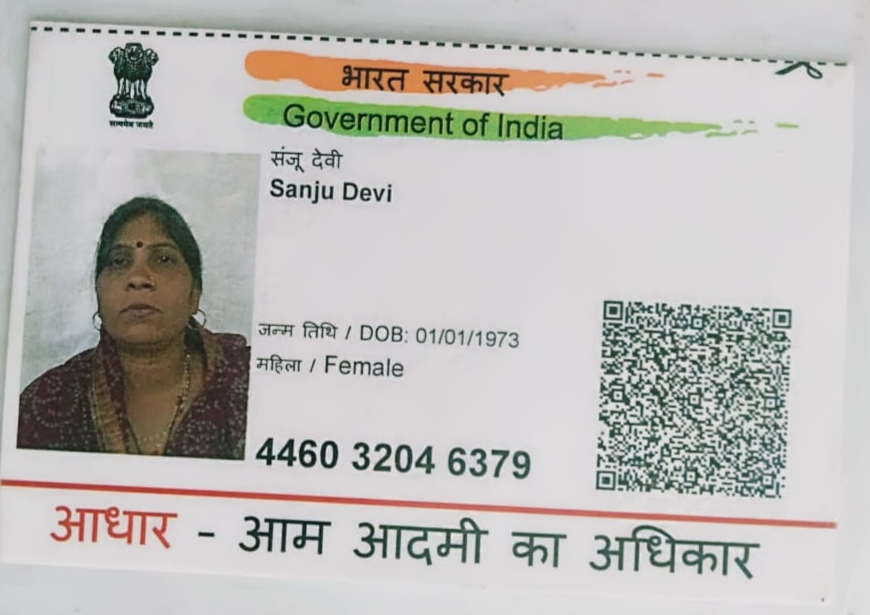 भारत सरकार
Government of India
सत्यमेव जयते
संजू देवी
Sanju Devi
जन्म तिथि / DOB: 01/01/1973
महिला / Female
4460 3204 6379
आधार - आम आदमी का अधिकार